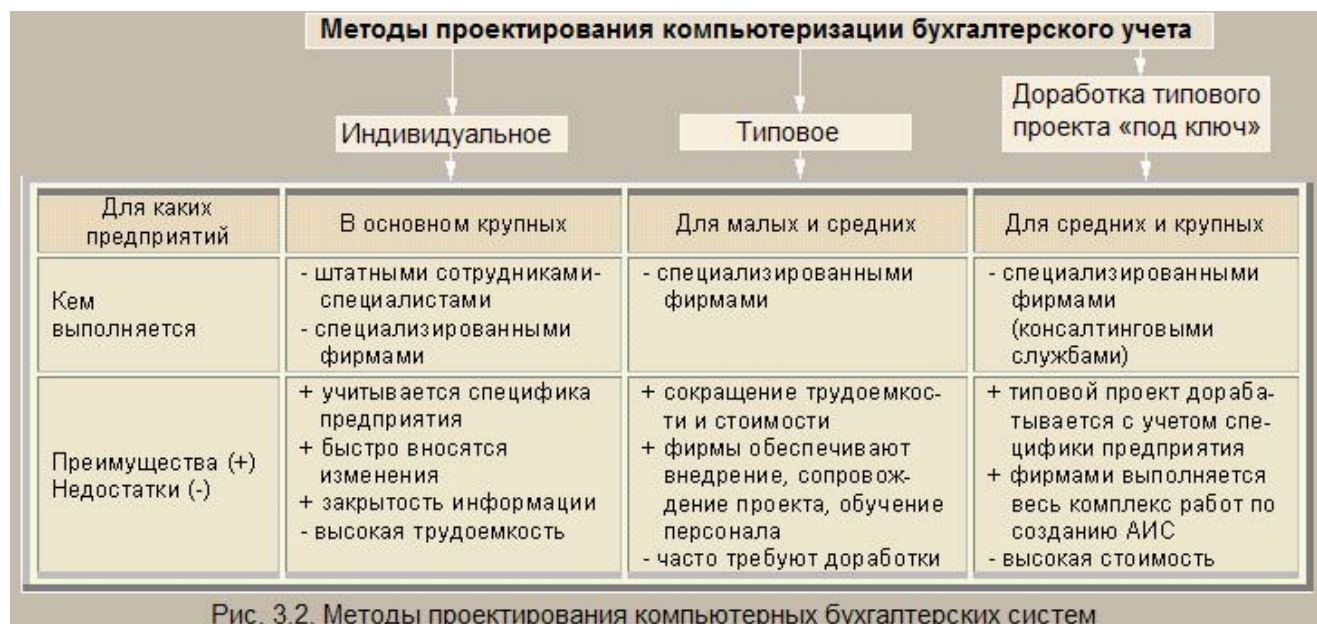 Методы проектирования компьютеризации бухгалтерского учета
Индивидуальное
Типовое
Доработка типового
проекта «под ключ»
Для каких
предприятий
В основном крупных
Для малых и средних
Для средних и крупных
Кем
выполняется
- штатными сотрудниками-
специалистами
- специализированными
фирмами
- специализированными
фирмами
- специализированными
фирмами
(консалтинговыми
службами)
Преимущества (+)
Недостатки (-)
+ учитывается специфика
предприятия
+ быстро вносятся
изменения
+ закрытость информации
- высокая трудоемкость
+ сокращение трудоемкос-
ти и стоимости
+ фирмы обеспечивают
внедрение, сопровож-
дение проекта, обучение
персонала
- часто требуют доработки
+ типовой проект дораба-
тывается с учетом спе-
цифики предприятия
+ фирмами выполняется
весь комплекс работ по
созданию АИС
- высокая стоимость
Рис. 3.2. Методы проектирования компьютерных бухгалтерских систем